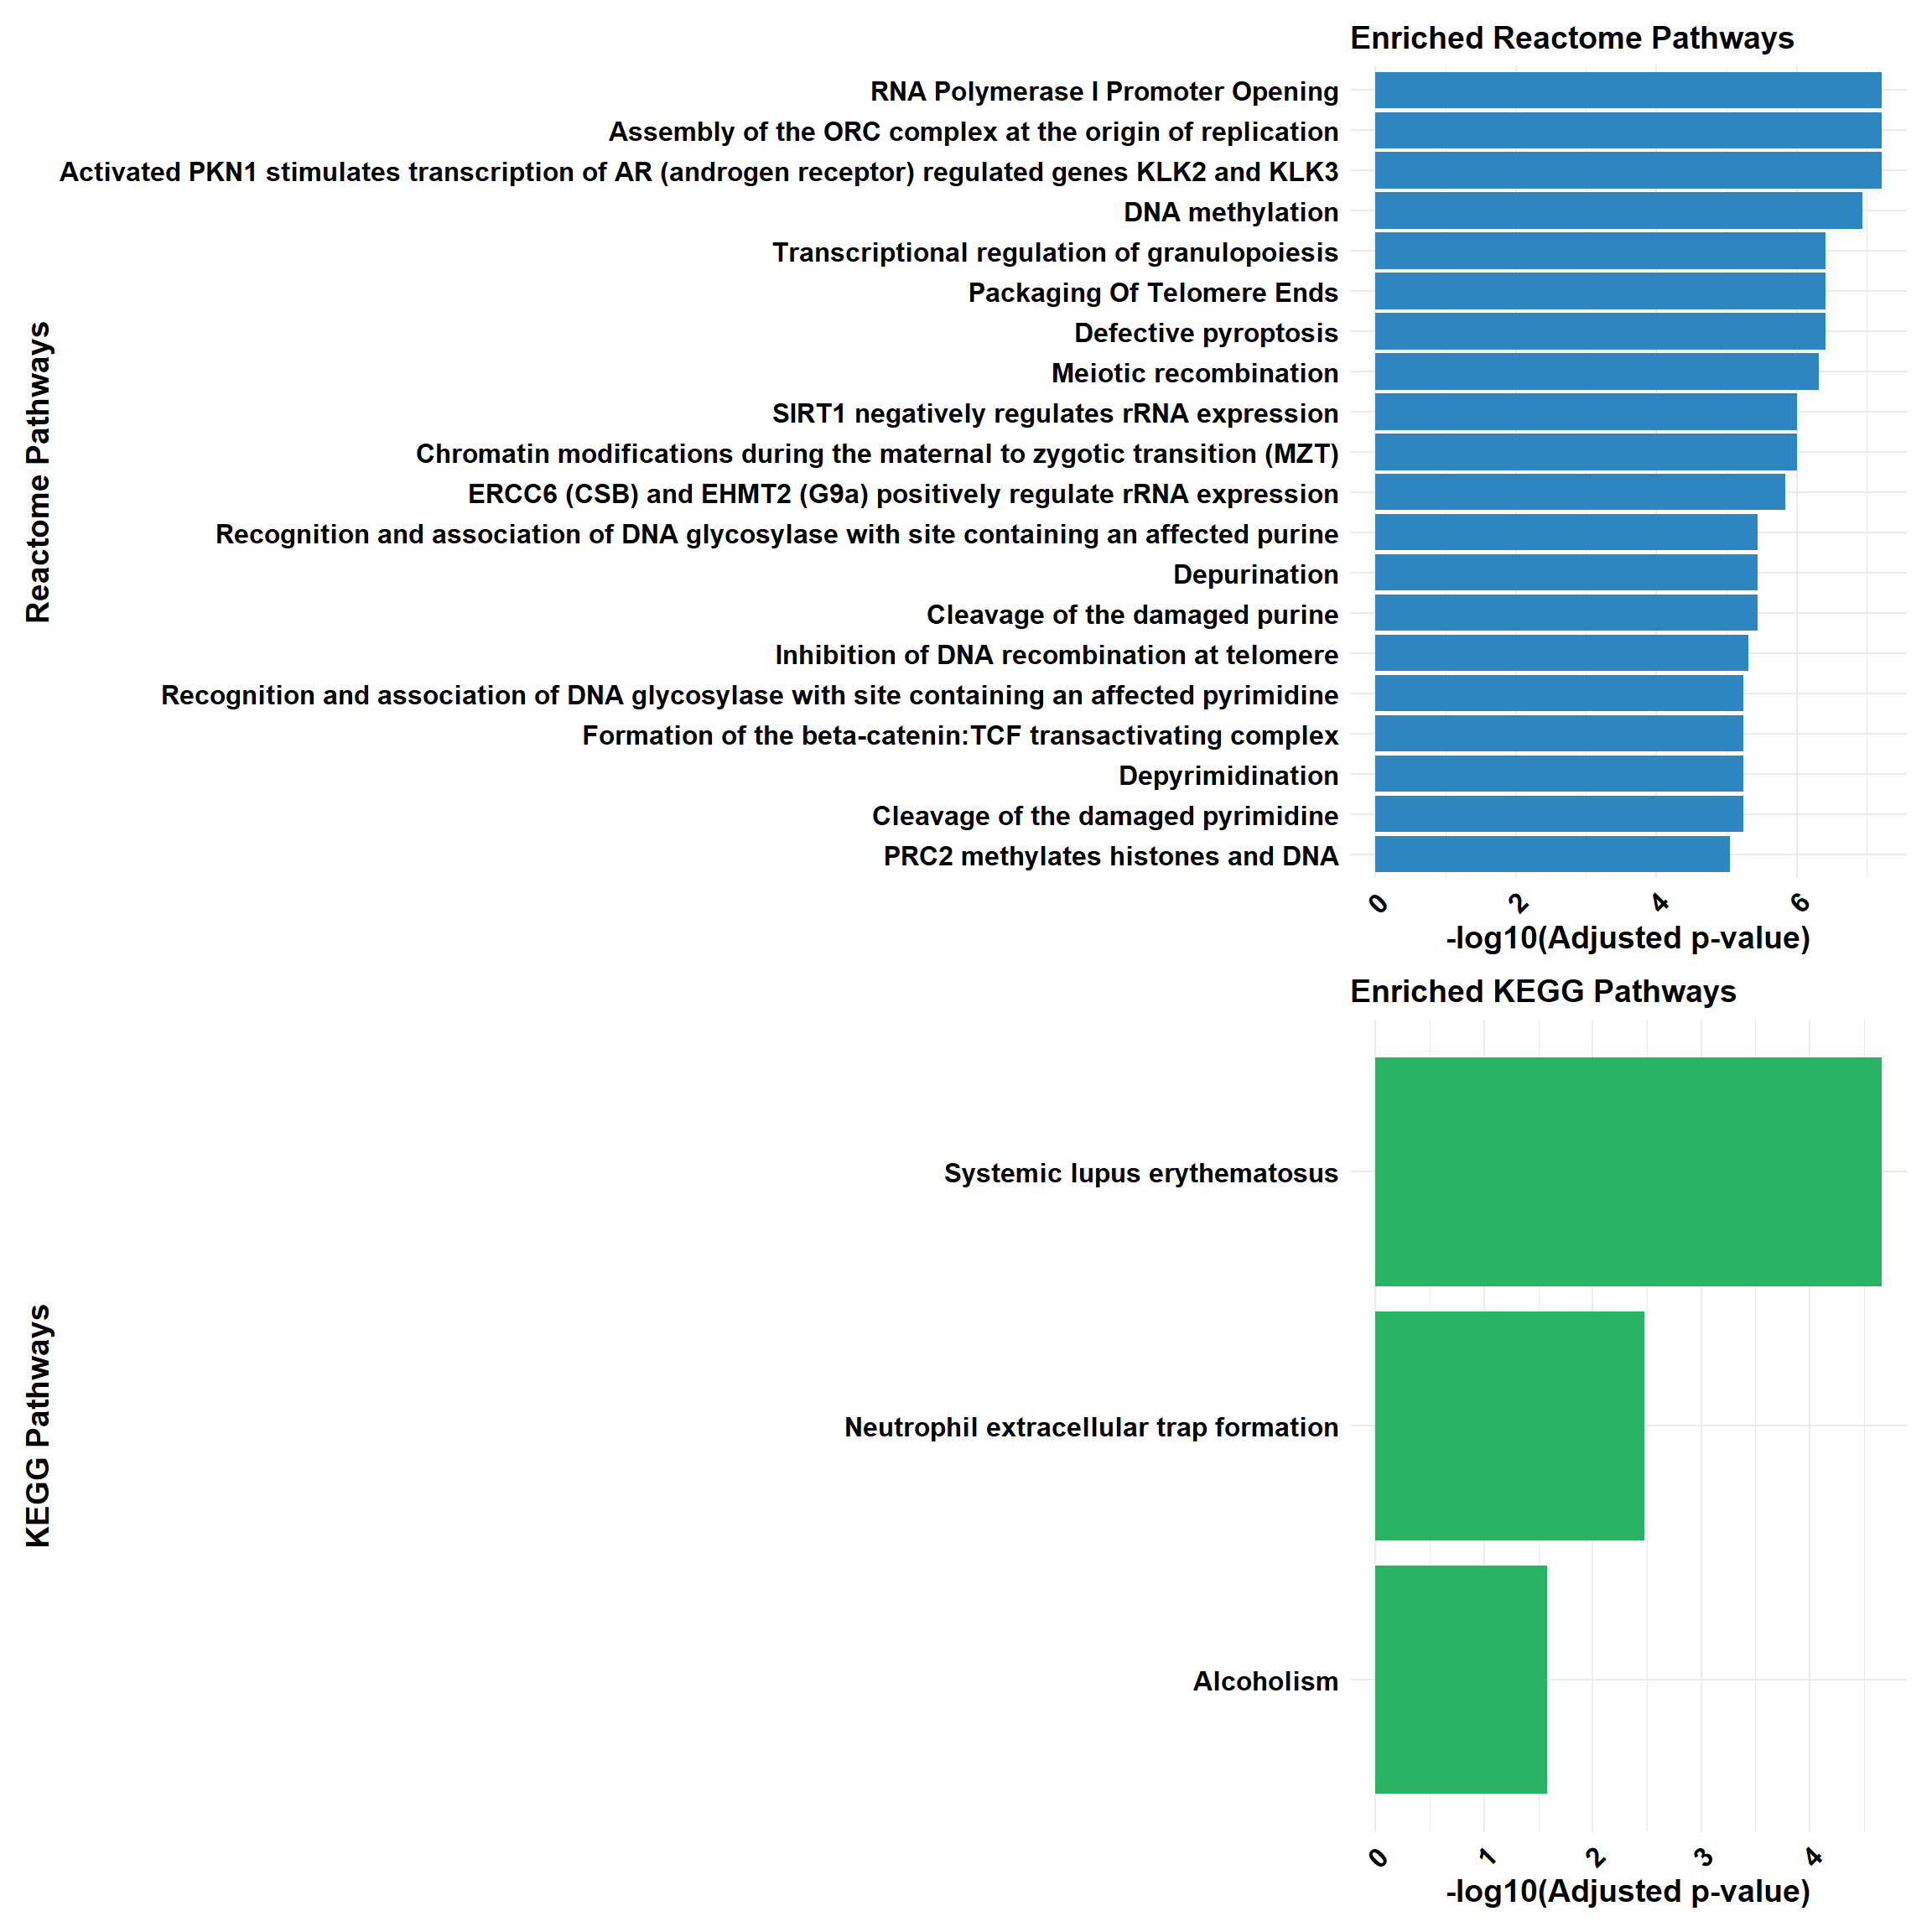 Enriched Reactome Pathways
Reactome Pathways
RNA Polymerase I Promoter Opening
Assembly of the ORC complex at the origin of replication
Activated PKN1 stimulates transcription of AR (androgen receptor) regulated genes KLK2 and KLK3
DNA methylation
Transcriptional regulation of granulopoiesis
Packaging Of Telomere Ends
Defective pyroptosis
Meiotic recombination
SIRT1 negatively regulates rRNA expression
Chromatin modifications during the maternal to zygotic transition (MZT)
ERCC6 (CSB) and EHMT2 (G9a) positively regulate rRNA expression
Recognition and association of DNA glycosylase with site containing an affected purine
Depurination
Cleavage of the damaged purine
Inhibition of DNA recombination at telomere
Recognition and association of DNA glycosylase with site containing an affected pyrimidine
Formation of the beta-catenin:TCF transactivating complex
Depyrimidination
Cleavage of the damaged pyrimidine
PRC2 methylates histones and DNA
0 2 4 6
-log10(Adjusted p-value)
Enriched KEGG Pathways
KEGG Pathways
Systemic lupus erythematosus
Neutrophil extracellular trap formation
Alcoholism
0 1 2 3 4
-log10(Adjusted p-value)